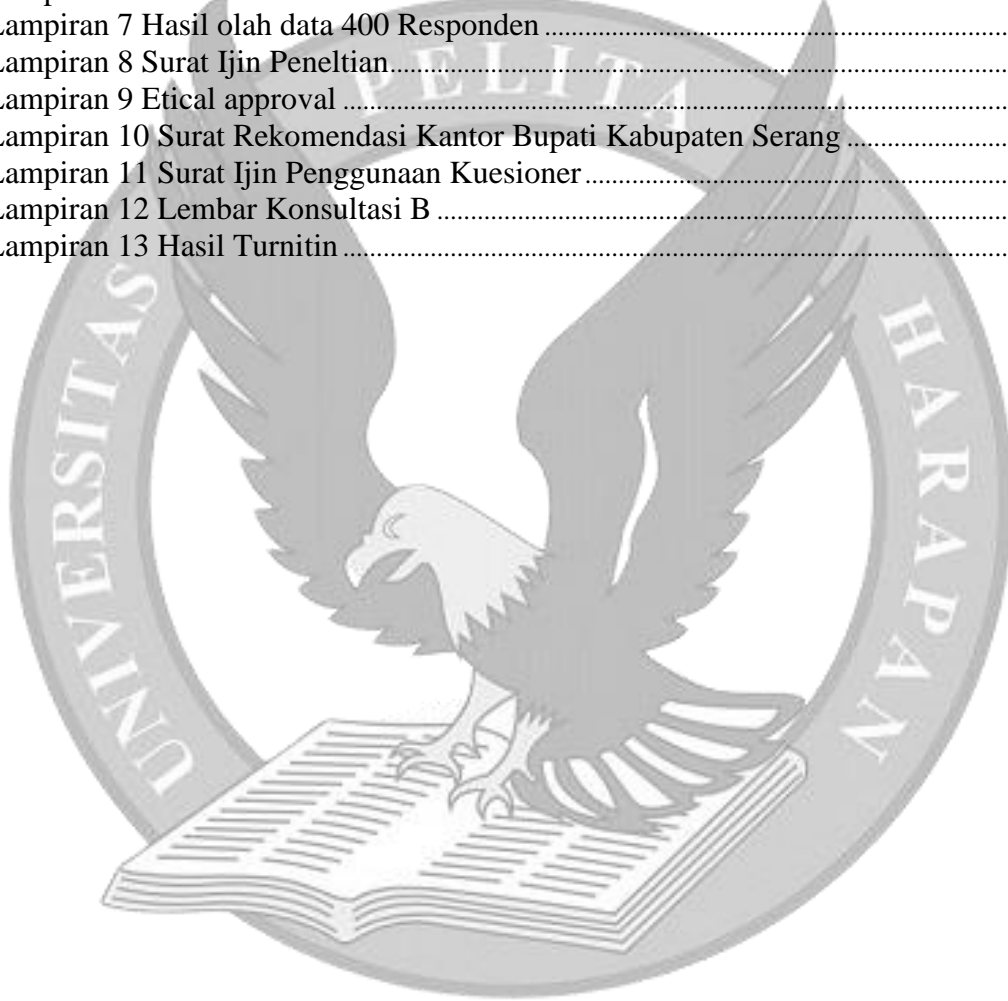 Lampiran 7 Hasil olah data 400 Responden
Lampiran 8 Surat Ijin Peneltian
Lampiran 9 Etical approval
Lampiran 10 Surat Rekomendasi Kantor Bupati Kabupaten Serang
Lampiran 11 Surat Ijin Penggunaan Kuesioner
Lampiran 12 Lembar Konsultasi B
Lampiran 13 Hasil Turnitin
UNIVERSITAS PELITA HARAPAN